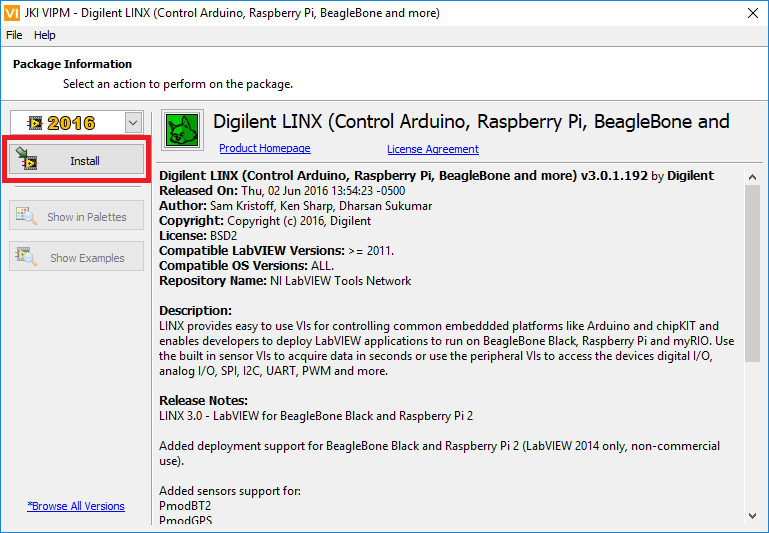 VI JKI VIPM - Digilent LINX (Control Arduino, Raspberry Pi, BeagleBone and more)
File Help
Package Information
Select an action to perform on the package.
2016
Install
Show in Palettes
Show Examples
*Browse All Versions
Digilent LINX (Control Arduino, Raspberry Pi, BeagleBone and
Product Homepage License Agreement
Digilent LINX (Control Arduino, Raspberry Pi, BeagleBone and more) v3.0.1.192 by Digilent
Released On: Thu, 02 Jun 2016 13:54:23 -0500
Author: Sam Kristoff, Ken Sharp, Dharsan Sukumar
Copyright: Copyright (c) 2016, Digilent
License: BSD2
Compatible LabVIEW Versions: >= 2011.
Compatible OS Versions: ALL.
Repository Name: NI LabVIEW Tools Network
Description:
LINX provides easy to use VIs for controlling common embeddded platforms like Arduino and chipKIT and
enables developers to deploy LabVIEW applications to run on BeagleBone Black, Raspberry Pi and myRIO. Use
the built in sensor VIs to acquire data in seconds or use the peripheral VIs to access the devices digital I/O,
analog I/O, SPI, I2C, UART, PWM and more.
Release Notes:
LINX 3.0 - LabVIEW for BeagleBone Black and Raspberry Pi 2
Added deployment support for BeagleBone Black and Raspberry Pi 2 (LabVIEW 2014 only, non-commercial
use).
Added sensors support for:
PmodBT2
PmodGPS